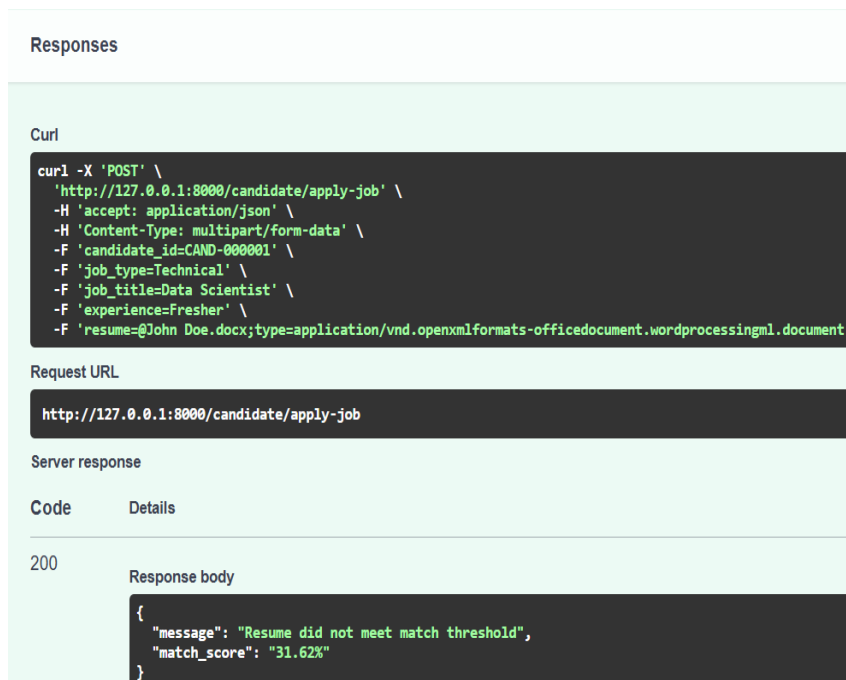 Responses
Curl
curl -X 'POST' \
'http://127.0.0.1:8000/candidate/apply-job' \
-H 'accept: application/json' \
-H 'Content-Type: multipart/form-data' \
-F 'candidate_id=CAND-000001' \
-F 'job_type=Technical' \
-F 'job_title=Data Scientist' \
-F 'experience=Fresher' \
-F 'resume=@John Doe.docx;type=application/vnd.openxmlformats-officedocument.wordprocessingml.document
Request URL
http://127.0.0.1:8000/candidate/apply-job
Server response
Code Details
200
Response body
{
"message": "Resume did not meet match threshold",
"match_score": "31.62%"
}